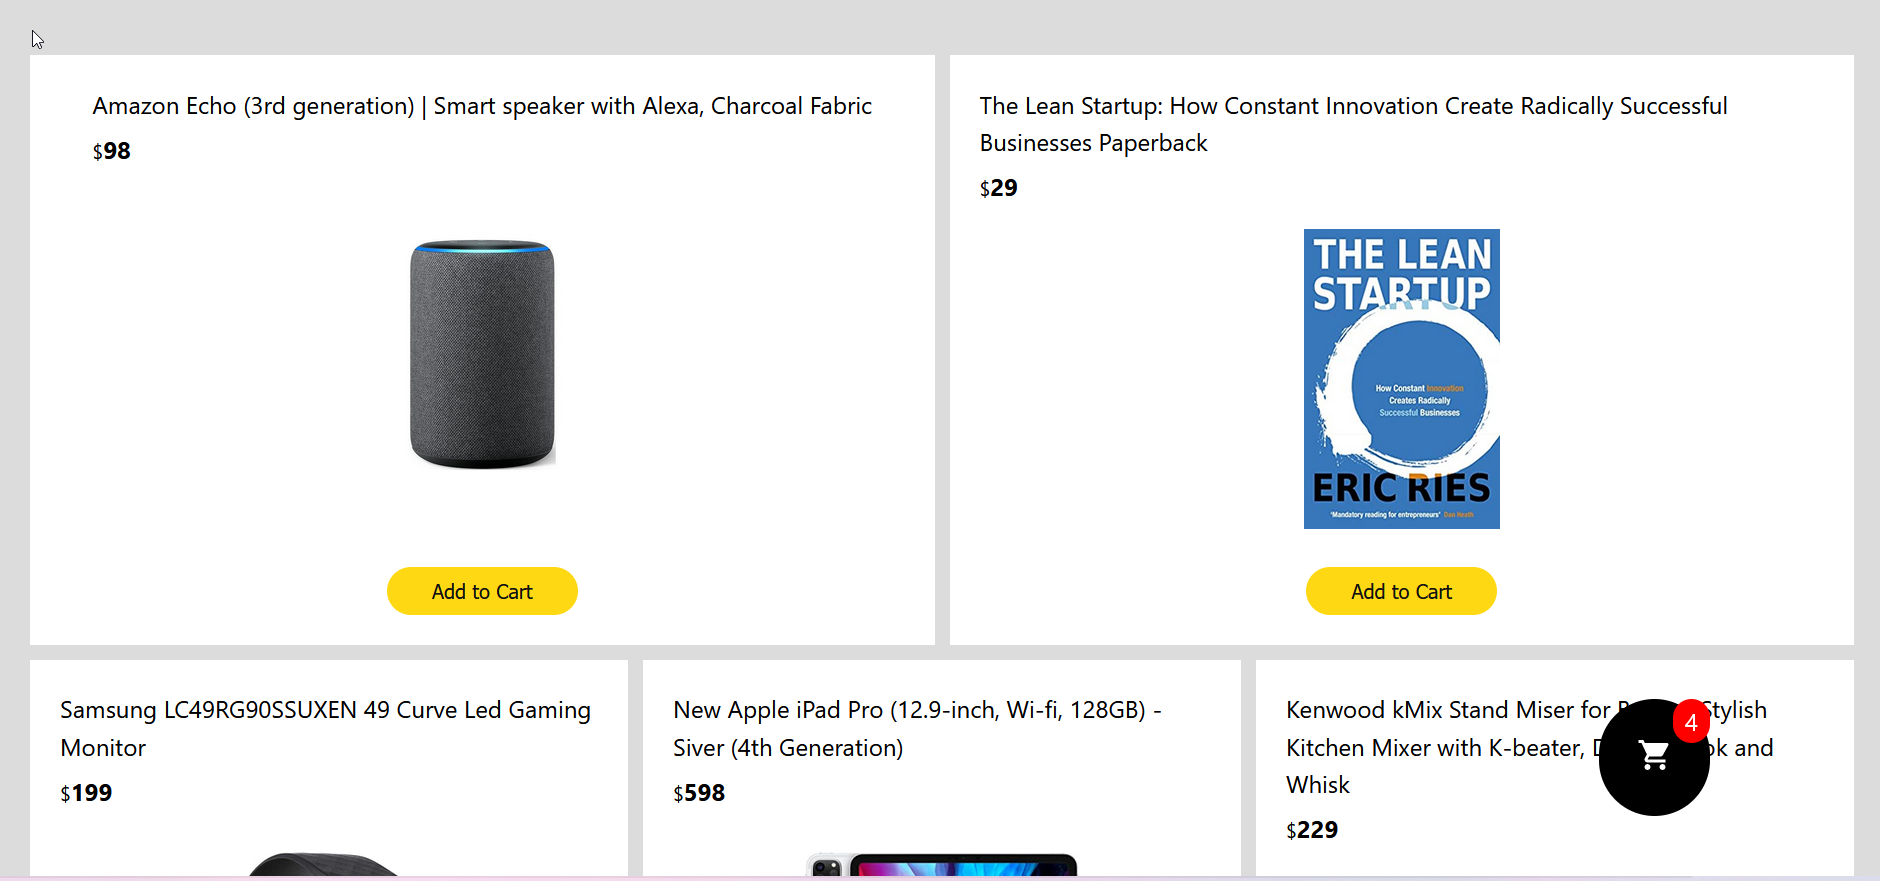 Amazon Echo (3rd generation) | Smart speaker with Alexa, Charcoal Fabric
$98
Add to Cart
The Lean Startup: How Constant Innovation Create Radically Successful
Businesses Paperback
$29
THE LEAN
STARTUP
How Constant Innovation
Creates Radically
Successful Businesses
ERIC RIES
'Mandatory reading for entrepreneurs' Dan Heath
Add to Cart
Samsung LC49RG90SSUXEN 49 Curve Led Gaming
Monitor
$199
New Apple iPad Pro (12.9-inch, Wi-fi, 128GB) -
Siver (4th Generation)
$598
Kenwood kMix Stand Miser for Stylish
Kitchen Mixer with K-beater, and
Whisk
$229
4